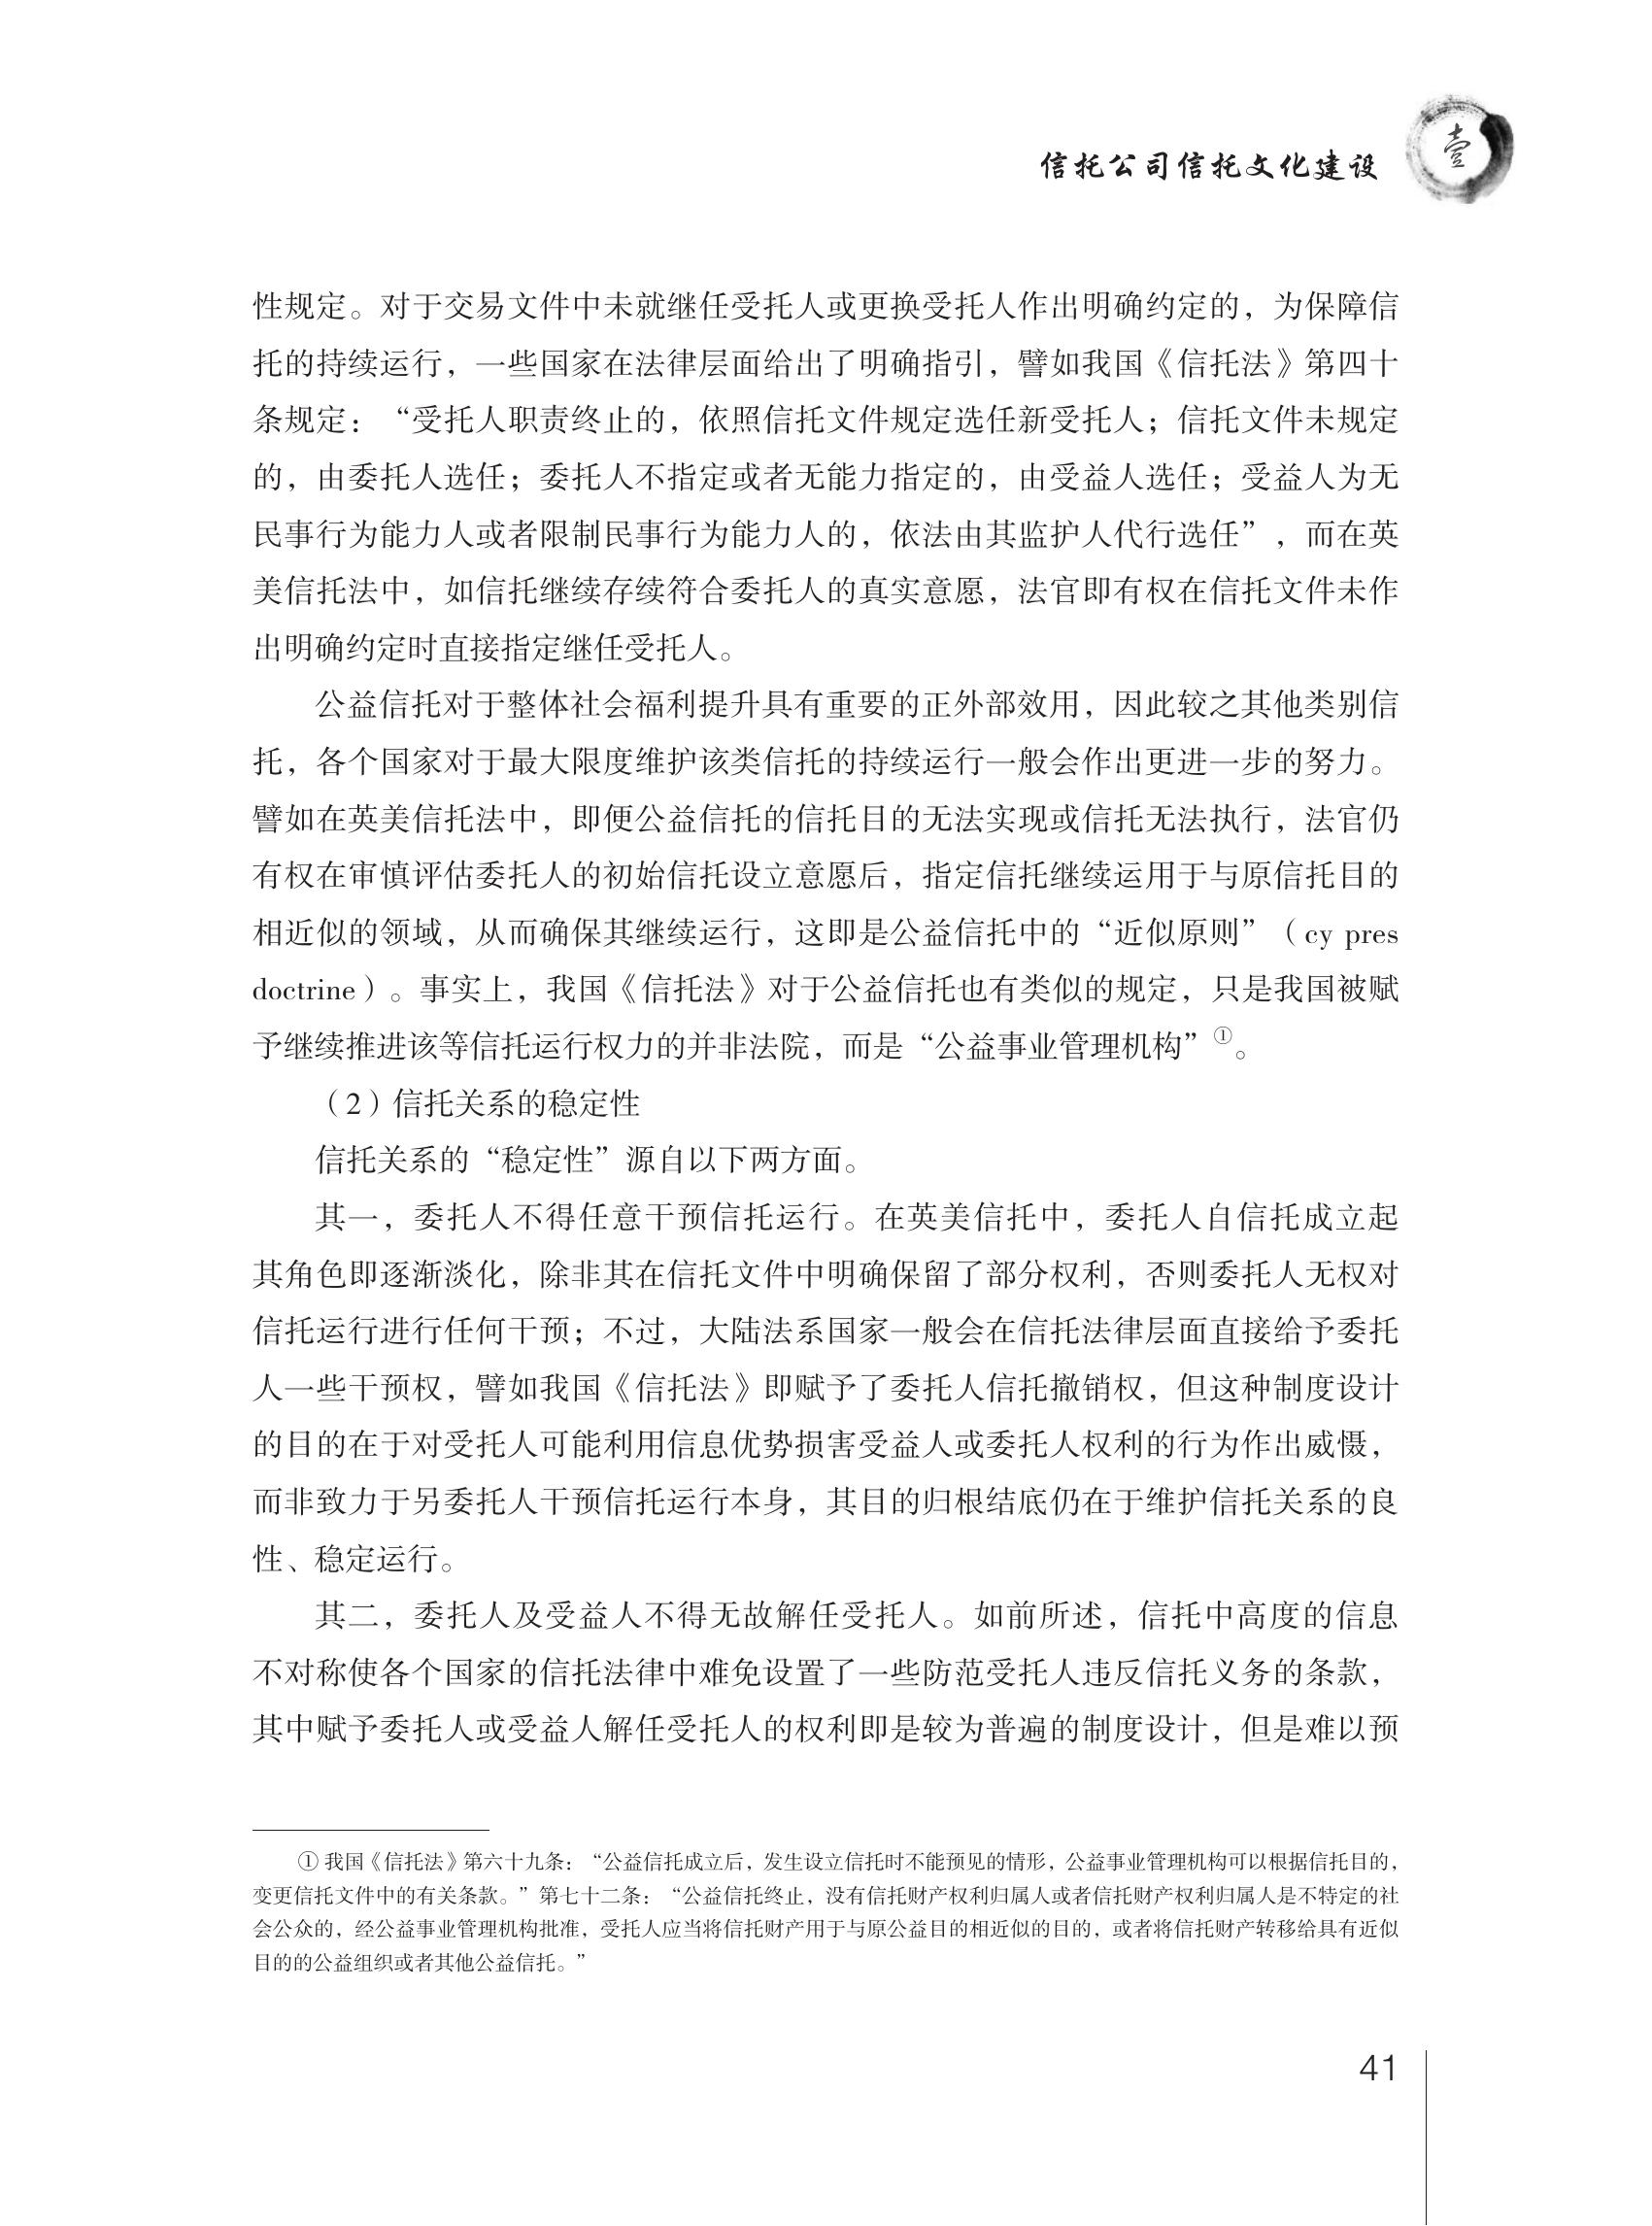 信托公司信托文化建设
壹
性规定。对于交易文件中未就继任受托人或更换受托人作出明确约定的，为保障信
托的持续运行，一些国家在法律层面给出了明确指引，譬如我国《信托法》第四十
条规定：“受托人职责终止的，依照信托文件规定选任新受托人；信托文件未规定
的，由委托人选任；委托人不指定或者无能力指定的，由受益人选任；受益人为无
民事行为能力人或者限制民事行为能力人的，依法由其监护人代行选任”，而在英
美信托法中，如信托继续存续符合委托人的真实意愿，法官即有权在信托文件未作
出明确约定时直接指定继任受托人。
公益信托对于整体社会福利提升具有重要的正外部效用，因此较之其他类别信
托，各个国家对于最大限度维护该类信托的持续运行一般会作出更进一步的努力。
譬如在英美信托法中，即便公益信托的信托目的无法实现或信托无法执行，法官仍
有权在审慎评估委托人的初始信托设立意愿后，指定信托继续运用于与原信托目的
相近似的领域，从而确保其继续运行，这即是公益信托中的“近似原则”（cy pres
doctrine）。事实上，我国《信托法》对于公益信托也有类似的规定，只是我国被赋
予继续推进该等信托运行权力的并非法院，而是“公益事业管理机构”①。
（2）信托关系的稳定性
信托关系的“稳定性”源自以下两方面。
其一，委托人不得任意干预信托运行。在英美信托中，委托人自信托成立起
其角色即逐渐淡化，除非其在信托文件中明确保留了部分权利，否则委托人无权对
信托运行进行任何干预；不过，大陆法系国家一般会在信托法律层面直接给予委托
人一些干预权，譬如我国《信托法》即赋予了委托人信托撤销权，但这种制度设计
的目的在于对受托人可能利用信息优势损害受益人或委托人权利的行为作出威慑，
而非致力于另委托人干预信托运行本身，其目的归根结底仍在于维护信托关系的良
性、稳定运行。
其二，委托人及受益人不得无故解任受托人。如前所述，信托中高度的信息
不对称使各个国家的信托法律中难免设置了一些防范受托人违反信托义务的条款，
其中赋予委托人或受益人解任受托人的权利即是较为普遍的制度设计，但是难以预
① 我国《信托法》第六十九条：“公益信托成立后，发生设立信托时不能预见的情形，公益事业管理机构可以根据信托目的，
变更信托文件中的有关条款。”第七十二条：“公益信托终止，没有信托财产权利归属人或者信托财产权利归属人是不特定的社
会公众的，经公益事业管理机构批准，受托人应当将信托财产用于与原公益目的相近似的目的，或者将信托财产转移给具有近似
目的的公益组织或者其他公益信托。”
41